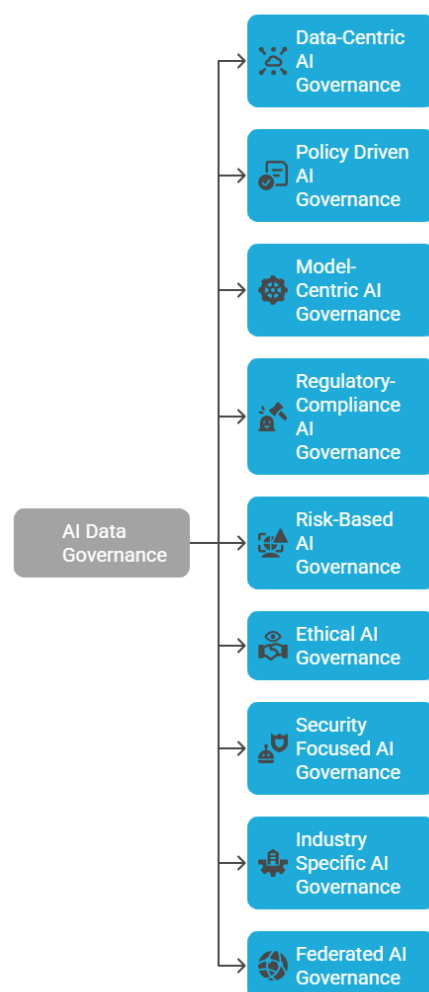 Data-Centric
AI
Governance
Policy Driven
AI
Governance
Model-
Centric AI
Governance
Regulatory-
Compliance
AI
Governance
AI Data
Governance
Risk-Based
AI
Governance
Ethical AI
Governance
Security
Focused AI
Governance
Industry
Specific AI
Governance
Federated AI
Governance